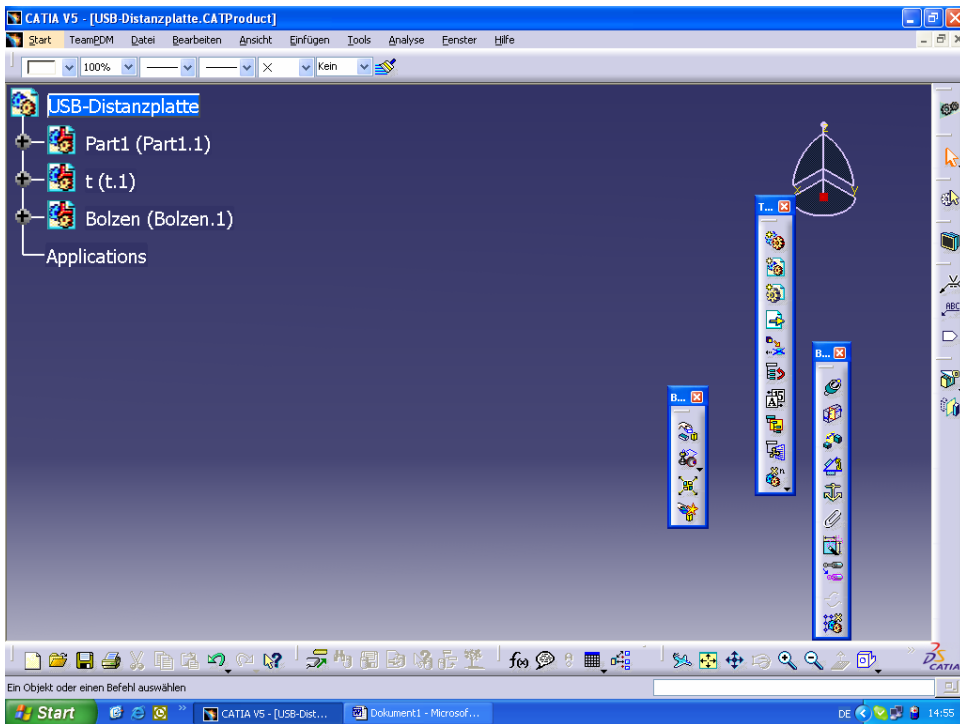 CATIA V5 - [USB-Distanzplatte.CATProduct]
Start TeamPDM Datei Bearbeiten Ansicht Einfügen Tools Analyse Fenster Hilfe
100% Kein
USB-Distanzplatte
Part1 (Part1.1)
t (t.1)
Bolzen (Bolzen.1)
Applications
z
y
T...
B...
B...
ABC
f(x)
CATIA
Ein Objekt oder einen Befehl auswählen
Start CATIA V5 - [USB-Dist... Dokument1 - Microsof... DE 14:55